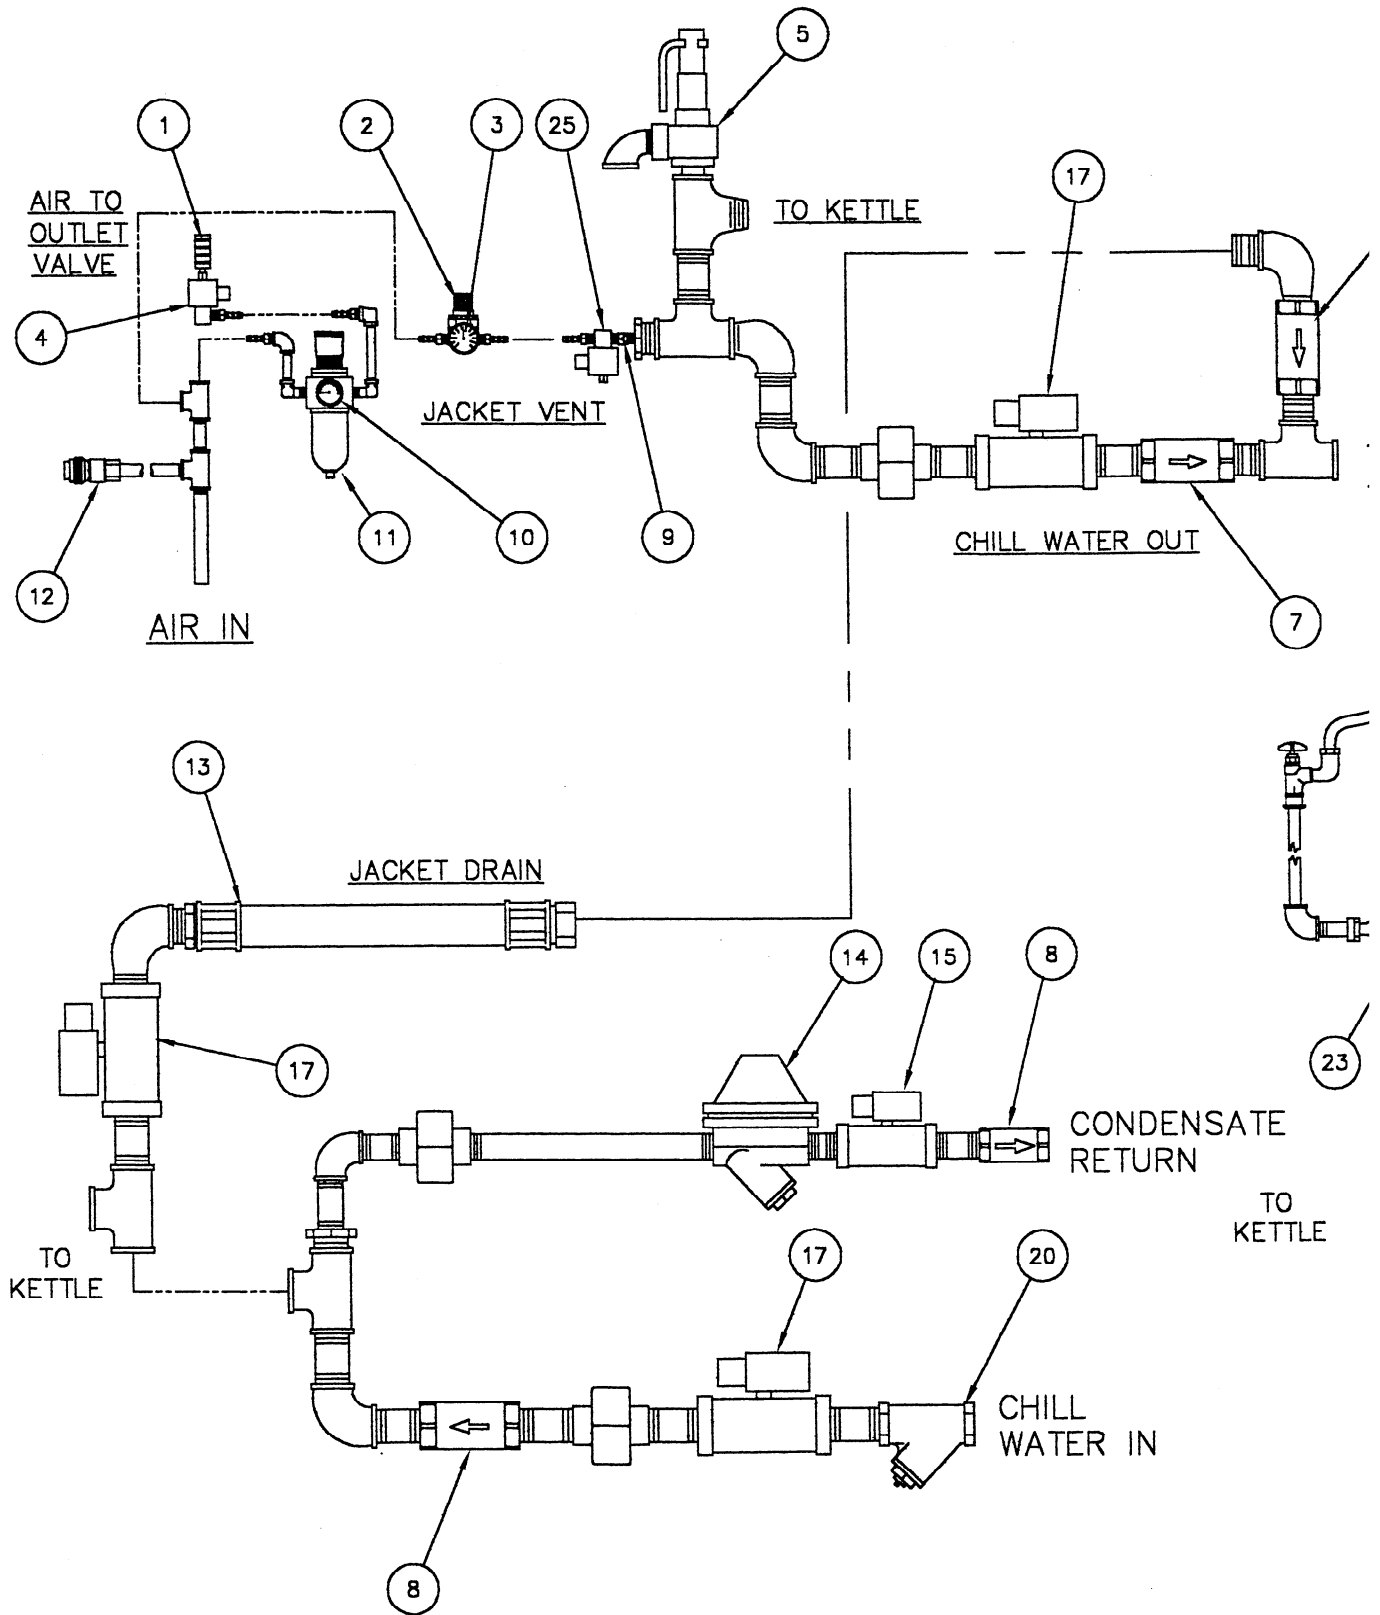 5
1
2
3
25
17
AIR TO
OUTLET
VALVE
TO KETTLE
4
JACKET VENT
12
11
10
9
CHILL WATER OUT
7
AIR IN
13
JACKET DRAIN
14
15
8
17
23
CONDENSATE
RETURN
TO
KETTLE
TO
KETTLE
17
20
CHILL
WATER IN
8